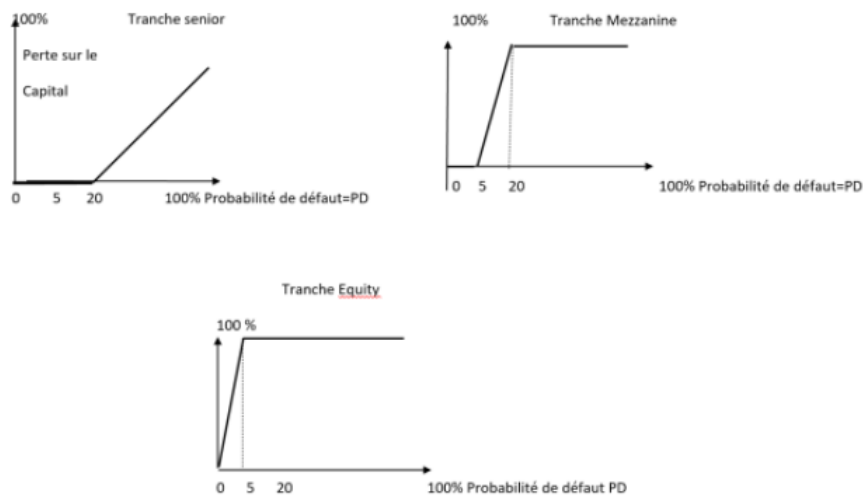 100% Tranche senior
Perte sur le
Capital
0 5 20 100% Probabilité de défaut=PD
100% Tranche Mezzanine
0 5 20 100% Probabilité de défaut=PD
Tranche Equity
100 %
0 5 20 100% Probabilité de défaut PD